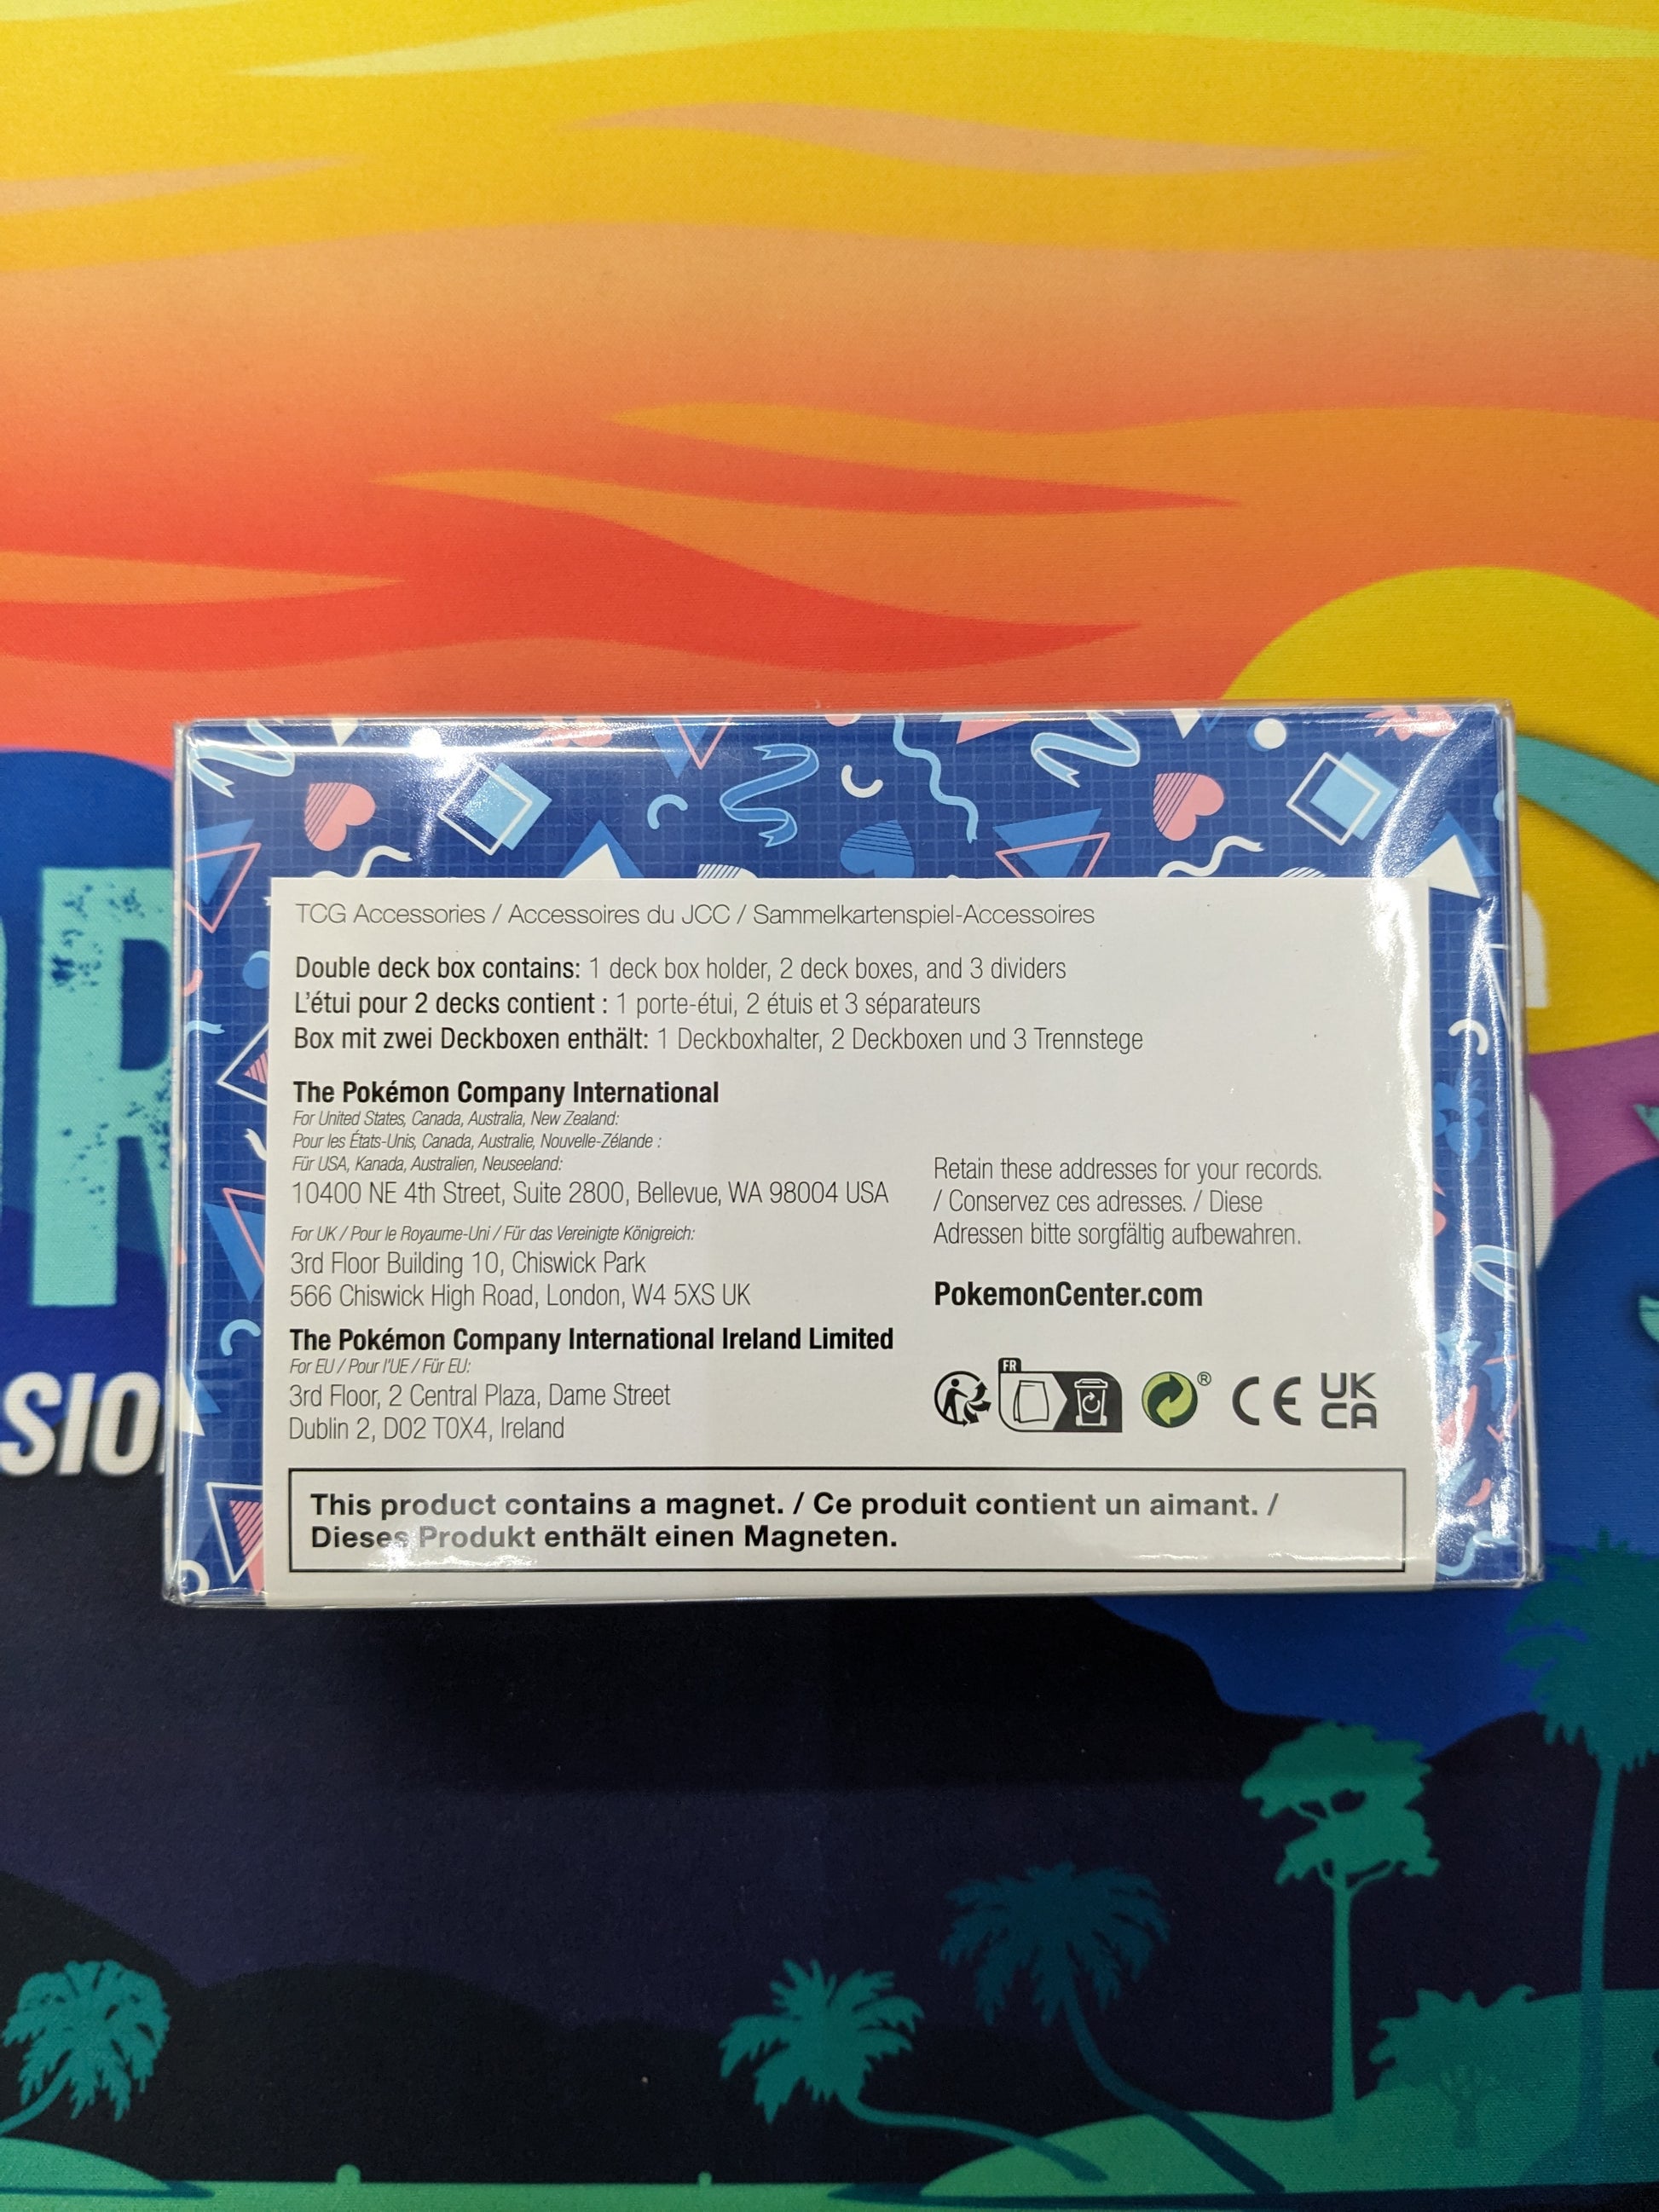 TCG Accessories / Accessoires du JCC / Sammelkartenspiel-Accessoires
Double deck box contains: 1 deck box holder, 2 deck boxes, and 3 dividers
L'étui pour 2 decks contient : 1 porte-étui, 2 étuis et 3 séparateurs
Box mit zwei Deckboxen enthält: 1 Deckboxhalter, 2 Deckboxen und 3 Trennstege
The Pokémon Company International
For United States, Canada, Australia, New Zealand:
Pour les États-Unis, Canada, Australie, Nouvelle-Zélande :
Für USA, Kanada, Australien, Neuseeland:
10400 NE 4th Street, Suite 2800, Bellevue, WA 98004 USA
For UK / Pour le Royaume-Uni / Für das Vereinigte Königreich:
3rd Floor Building 10, Chiswick Park
566 Chiswick High Road, London, W4 5XS UK
The Pokémon Company International Ireland Limited
For EU / Pour l'UE / Für EU:
3rd Floor, 2 Central Plaza, Dame Street
Dublin 2, D02 T0X4, Ireland
Retain these addresses for your records.
/ Conservez ces adresses. / Diese
Adressen bitte sorgfältig aufbewahren.
PokemonCenter.com
FR
® CE UK
CA
This product contains a magnet. / Ce produit contient un aimant. /
Dieses Produkt enthält einen Magneten.
R
SIO